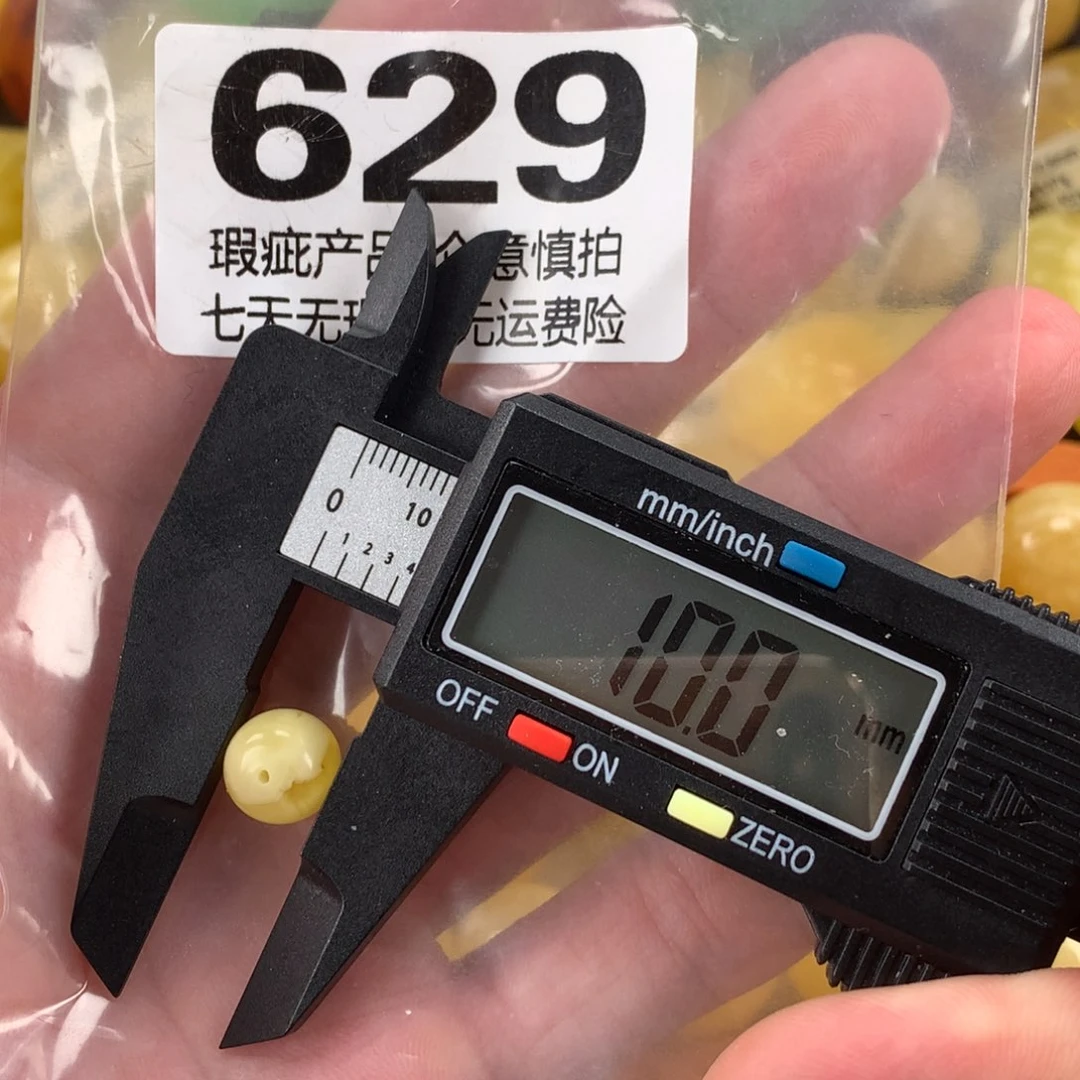 629
瑕疵产品 意慎拍
七天无 元运费险
0 10
1 2 3 4
mm/inch
10.0 mm
OFF ON
ZERO